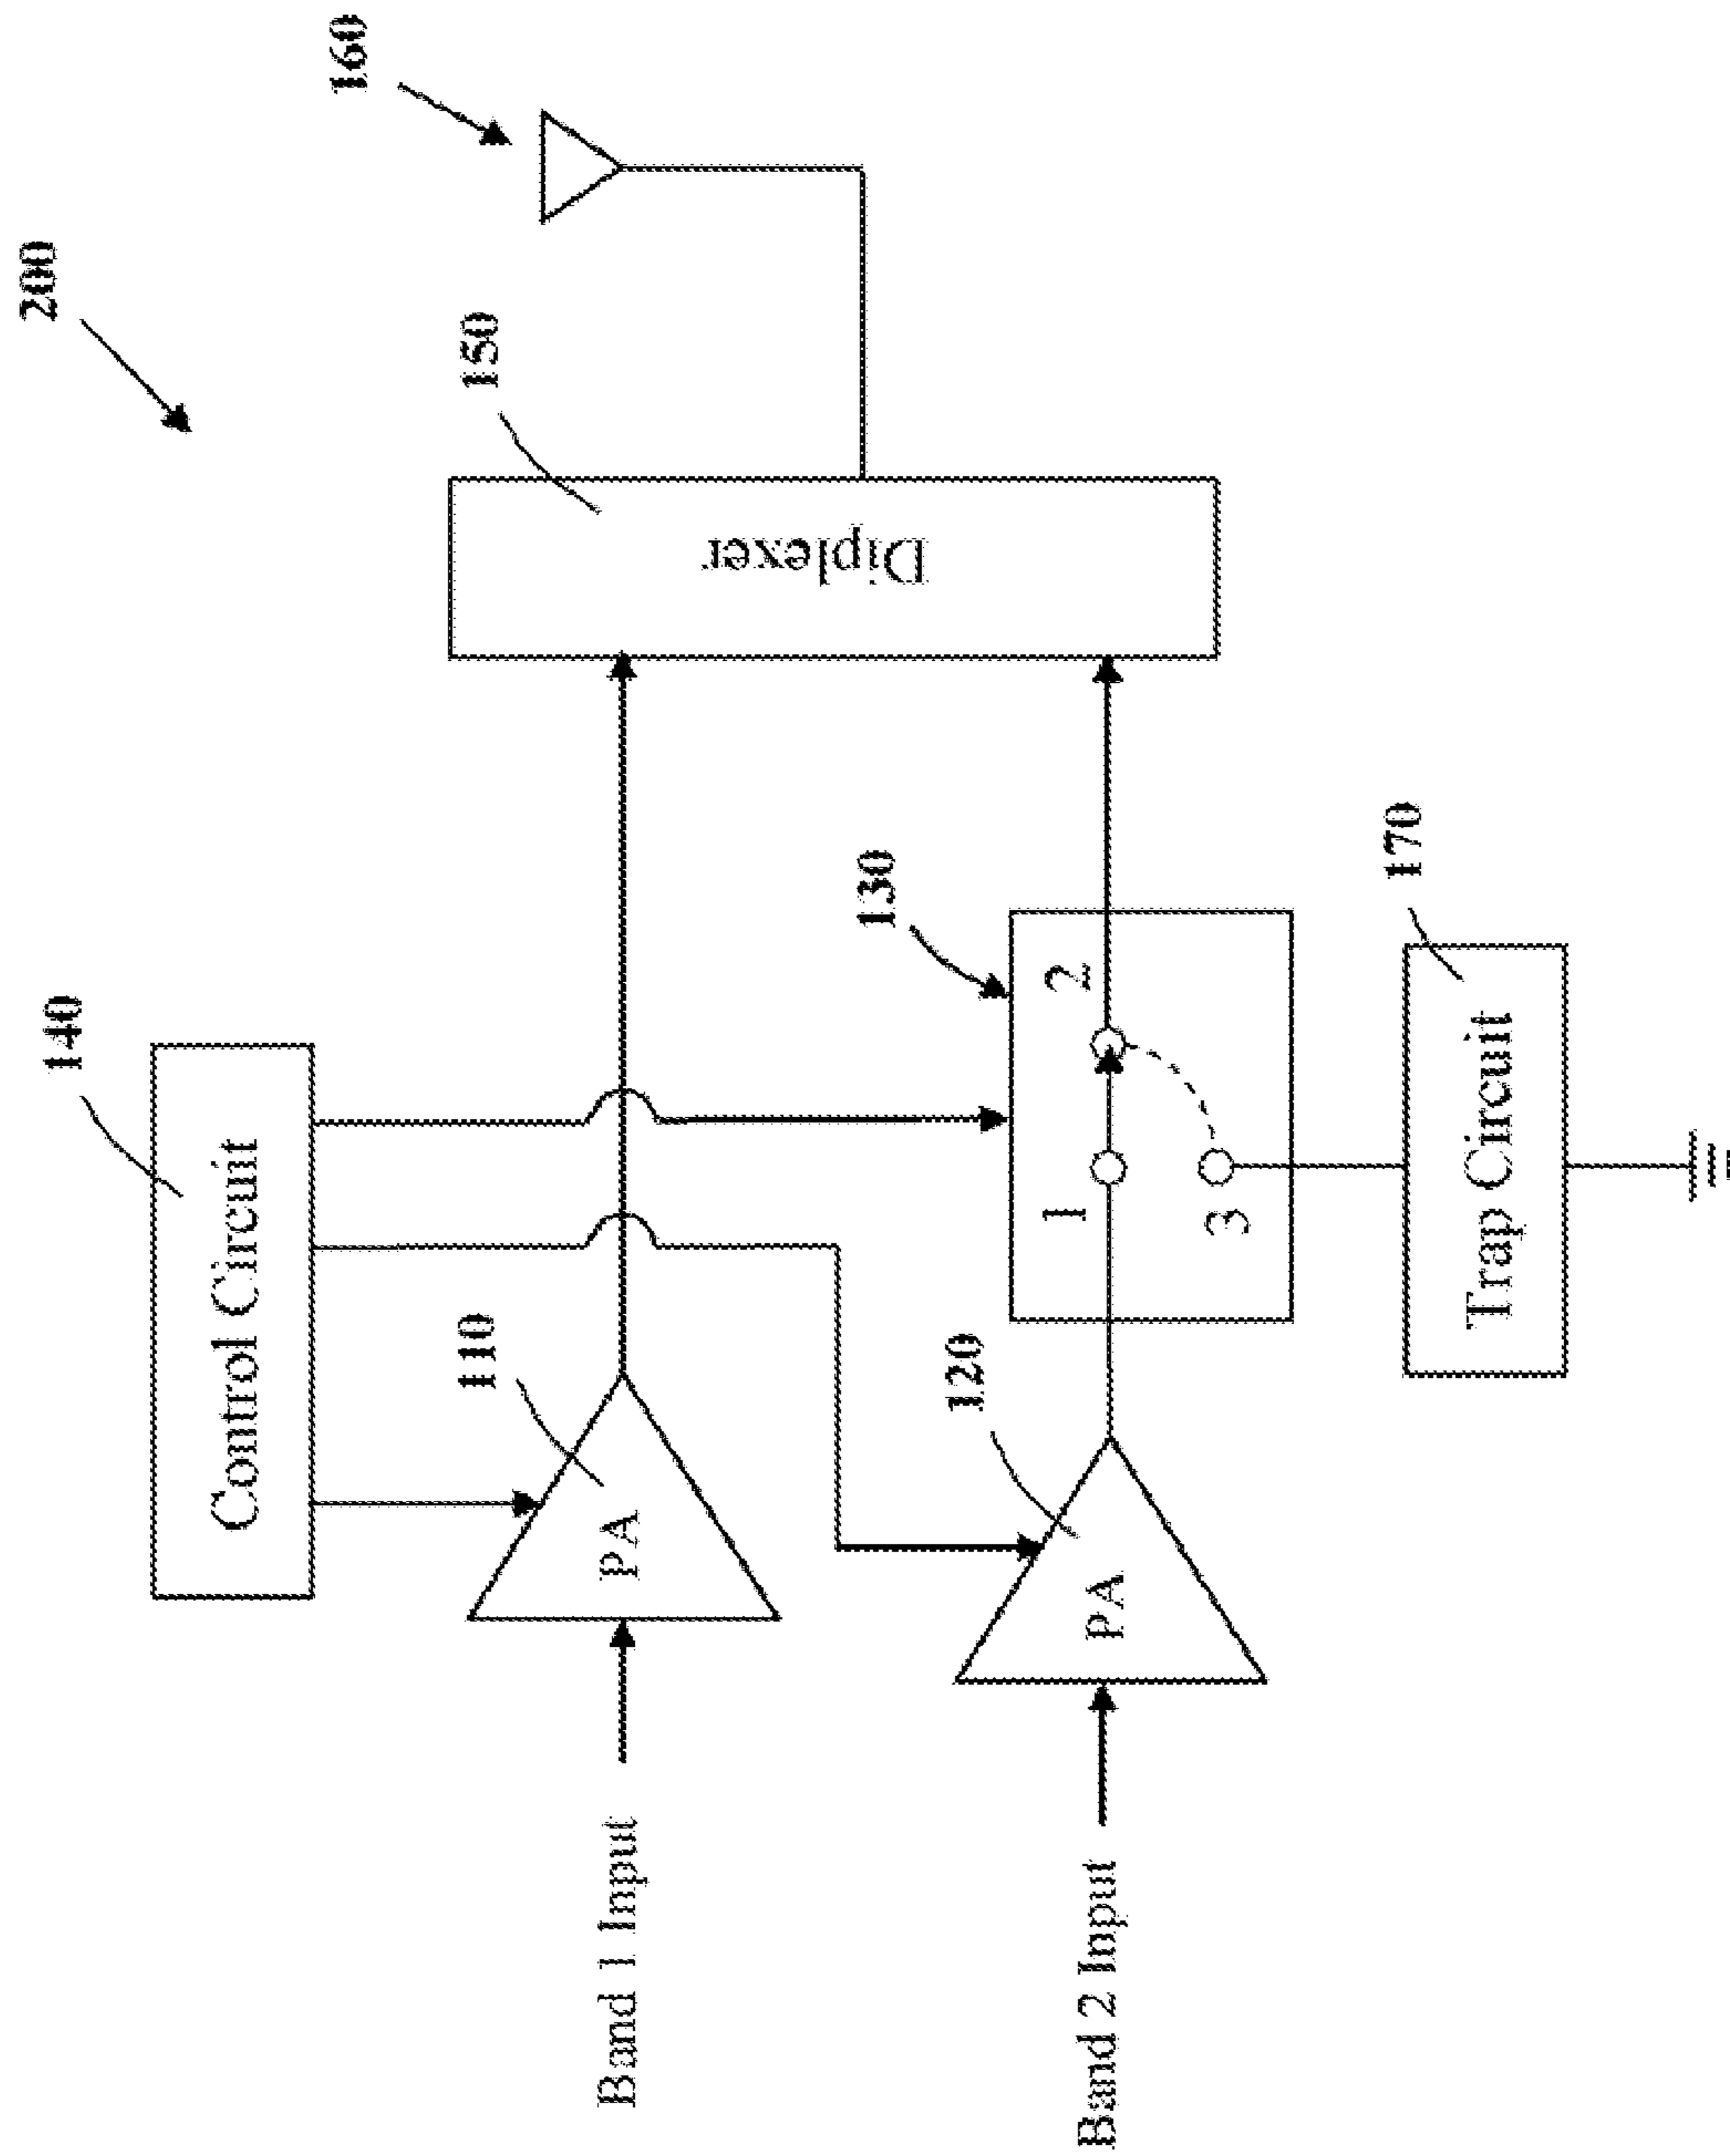 200
160
140
Control Circuit
150
Diplexer
110
PA
Band 1 Input
130
120
PA
Band 2 Input
1
2
3
170
Trap Circuit